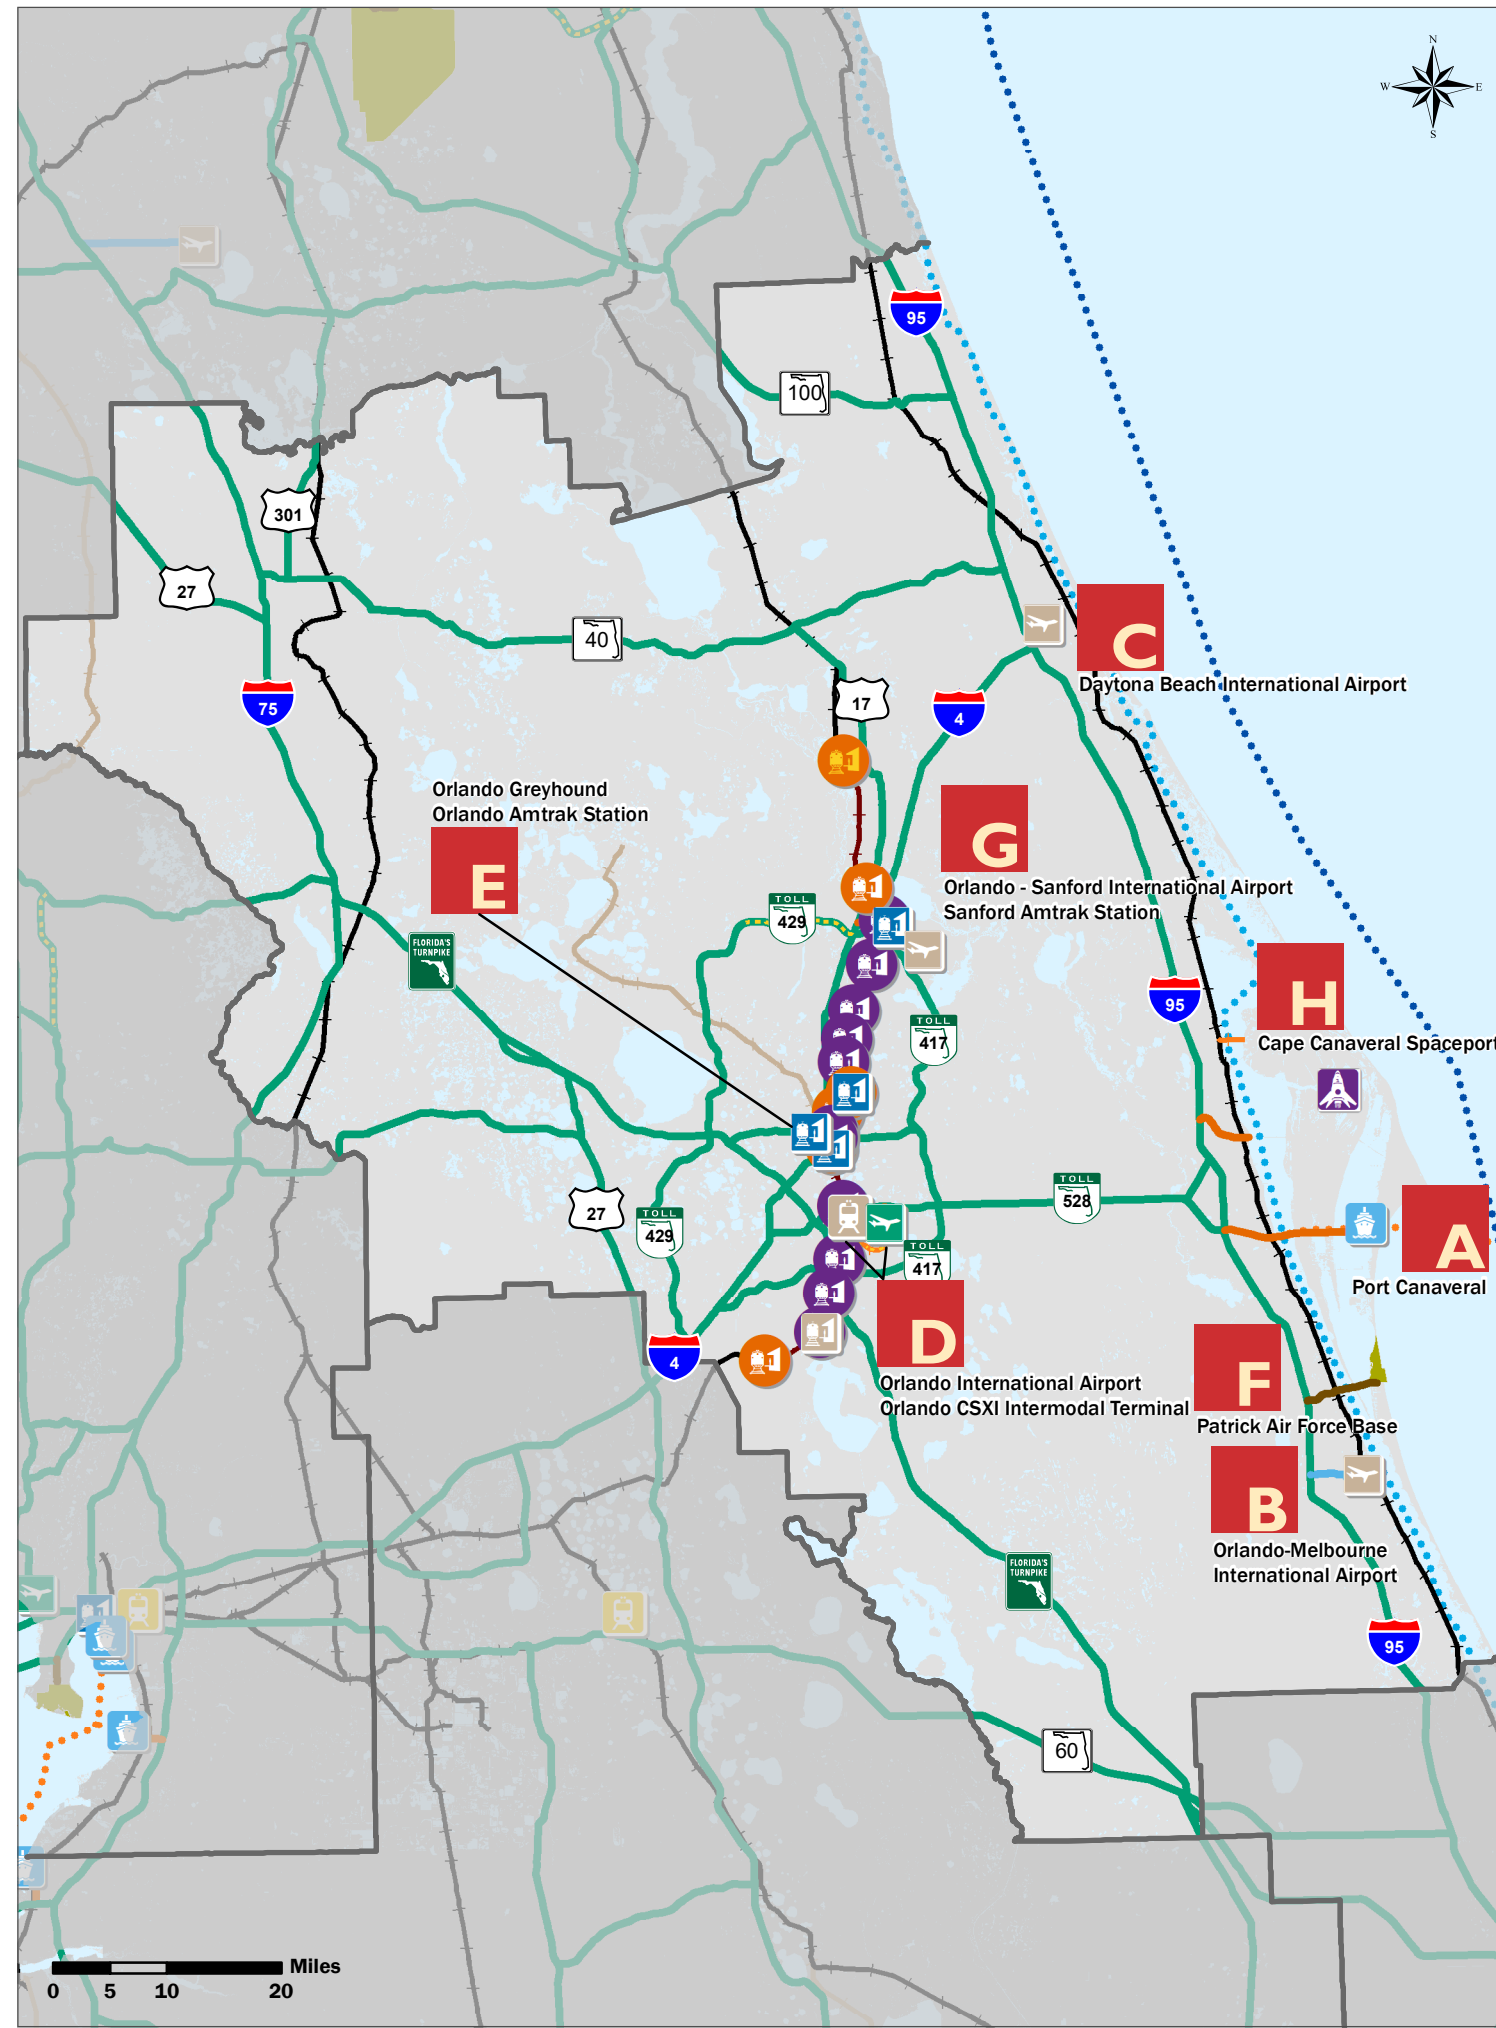 N
W
E
S
95
100
301
27
40
C
Daytona Beach International Airport
75
17
4
Orlando Greyhound
Orlando Amtrak Station
E
G
Orlando - Sanford International Airport
Sanford Amtrak Station
TOLL
429
FLORIDA'S
TURNPIKE
95
H
Cape Canaveral Spaceport
TOLL
417
27
TOLL
429
TOLL
528
A
Port Canaveral
TOLL
417
D
Orlando International Airport
Orlando CSXI Intermodal Terminal
4
F
Patrick Air Force Base
B
Orlando-Melbourne
International Airport
FLORIDA'S
TURNPIKE
95
60
Miles
0 5 10 20